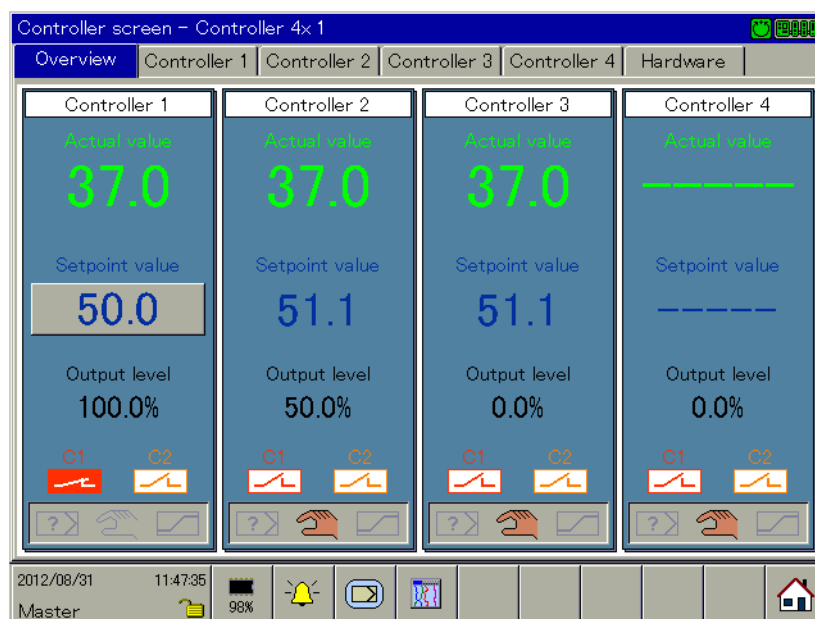 Controller screen - Controller 4x 1
Overview Controller 1 Controller 2 Controller 3 Controller 4 Hardware
Controller 1 Controller 2 Controller 3 Controller 4
Actual value Actual value Actual value Actual value
37.0 37.0 37.0 -----
Setpoint value Setpoint value Setpoint value Setpoint value
50.0 51.1 51.1 -----
Output level Output level Output level Output level
100.0% 50.0% 0.0% 0.0%
C1 C2 C1 C2 C1 C2 C1 C2
? ? ? ?
2012/08/31 11:47:35
Master 98%